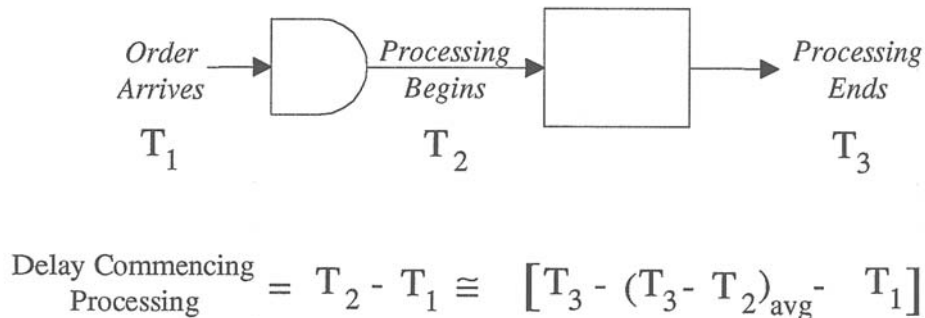 Order Arrives
Processing Begins
Processing Ends
T1
T2
T3
Delay Commencing Processing = T2 - T1 ≅ [T3 - (T3 - T2)avg - T1]